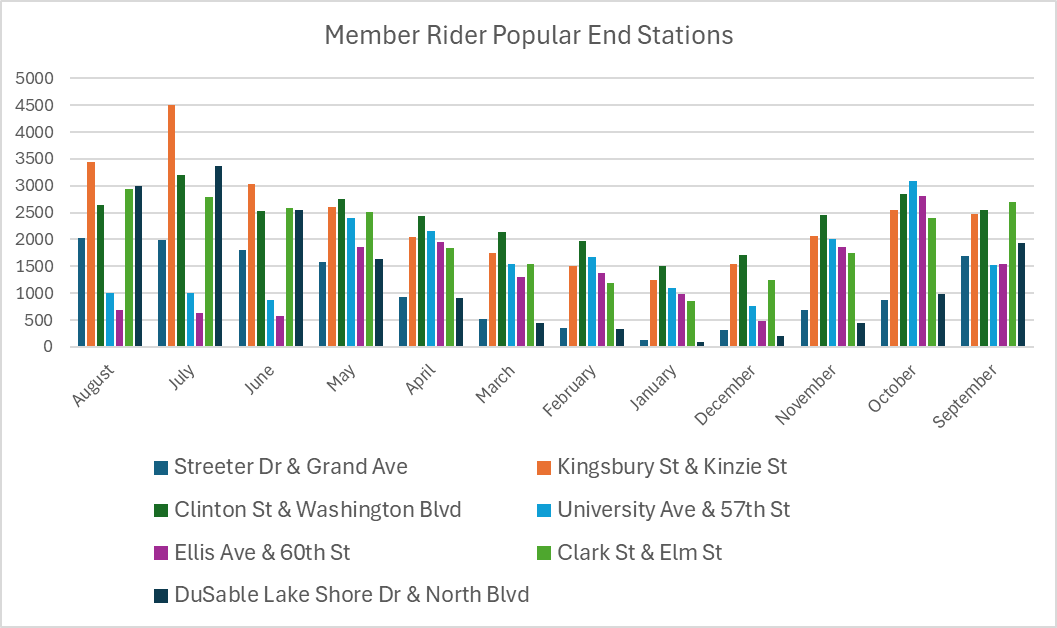 Member Rider Popular End Stations
5000
4500
4000
3500
3000
2500
2000
1500
1000
500
0
August
July
June
May
April
March
February
January
December
November
October
September
Streeter Dr & Grand Ave
Kingsbury St & Kinzie St
Clinton St & Washington Blvd
University Ave & 57th St
Ellis Ave & 60th St
Clark St & Elm St
DuSable Lake Shore Dr & North Blvd